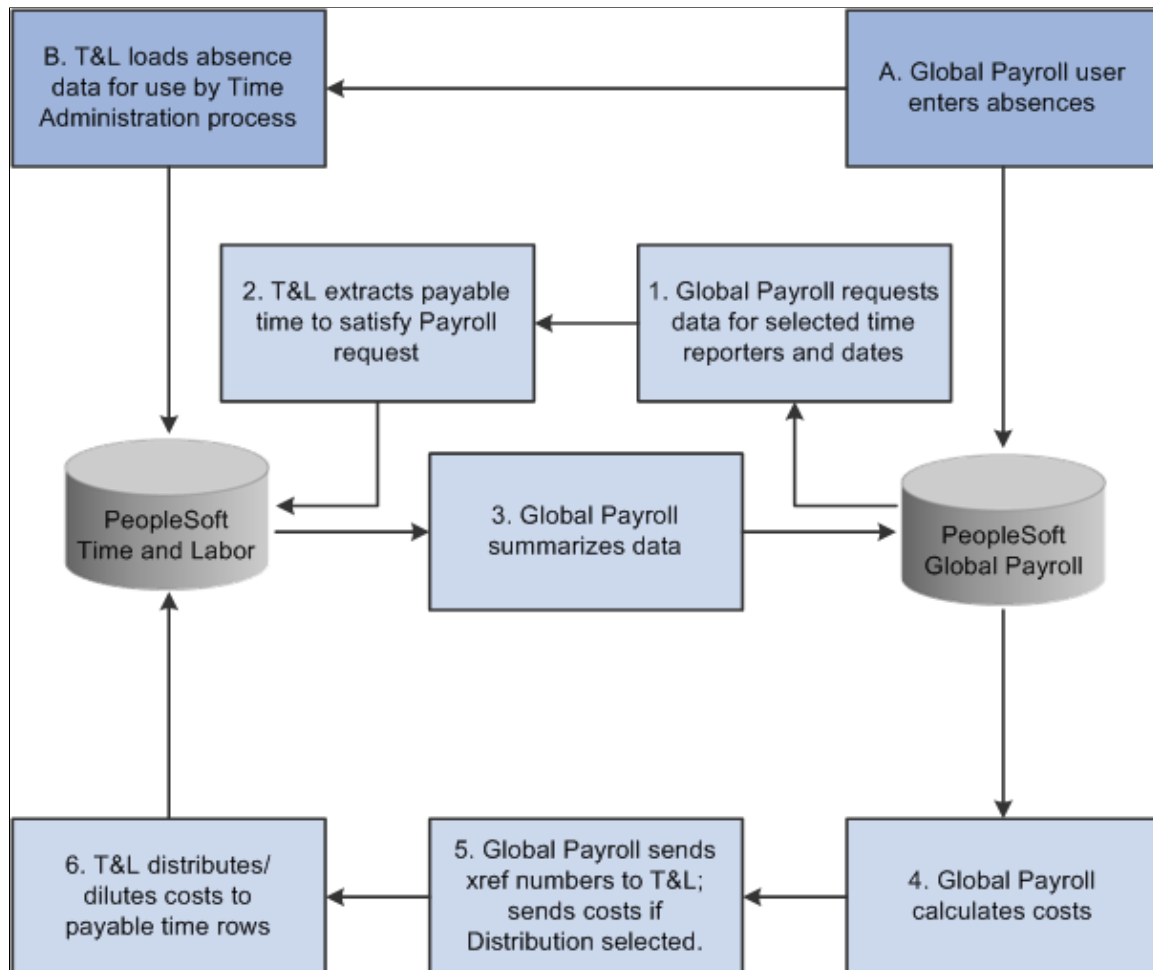 B. T&L loads absence
data for use by Time
Administration process
A. Global Payroll user
enters absences
2. T&L extracts payable
time to satisfy Payroll
request
1. Global Payroll requests
data for selected time
reporters and dates
PeopleSoft
Time and Labor
3. Global Payroll
summarizes data
PeopleSoft
Global Payroll
6. T&L distributes/
dilutes costs to
payable time rows
5. Global Payroll sends
xref numbers to T&L;
sends costs if
Distribution selected.
4. Global Payroll
calculates costs